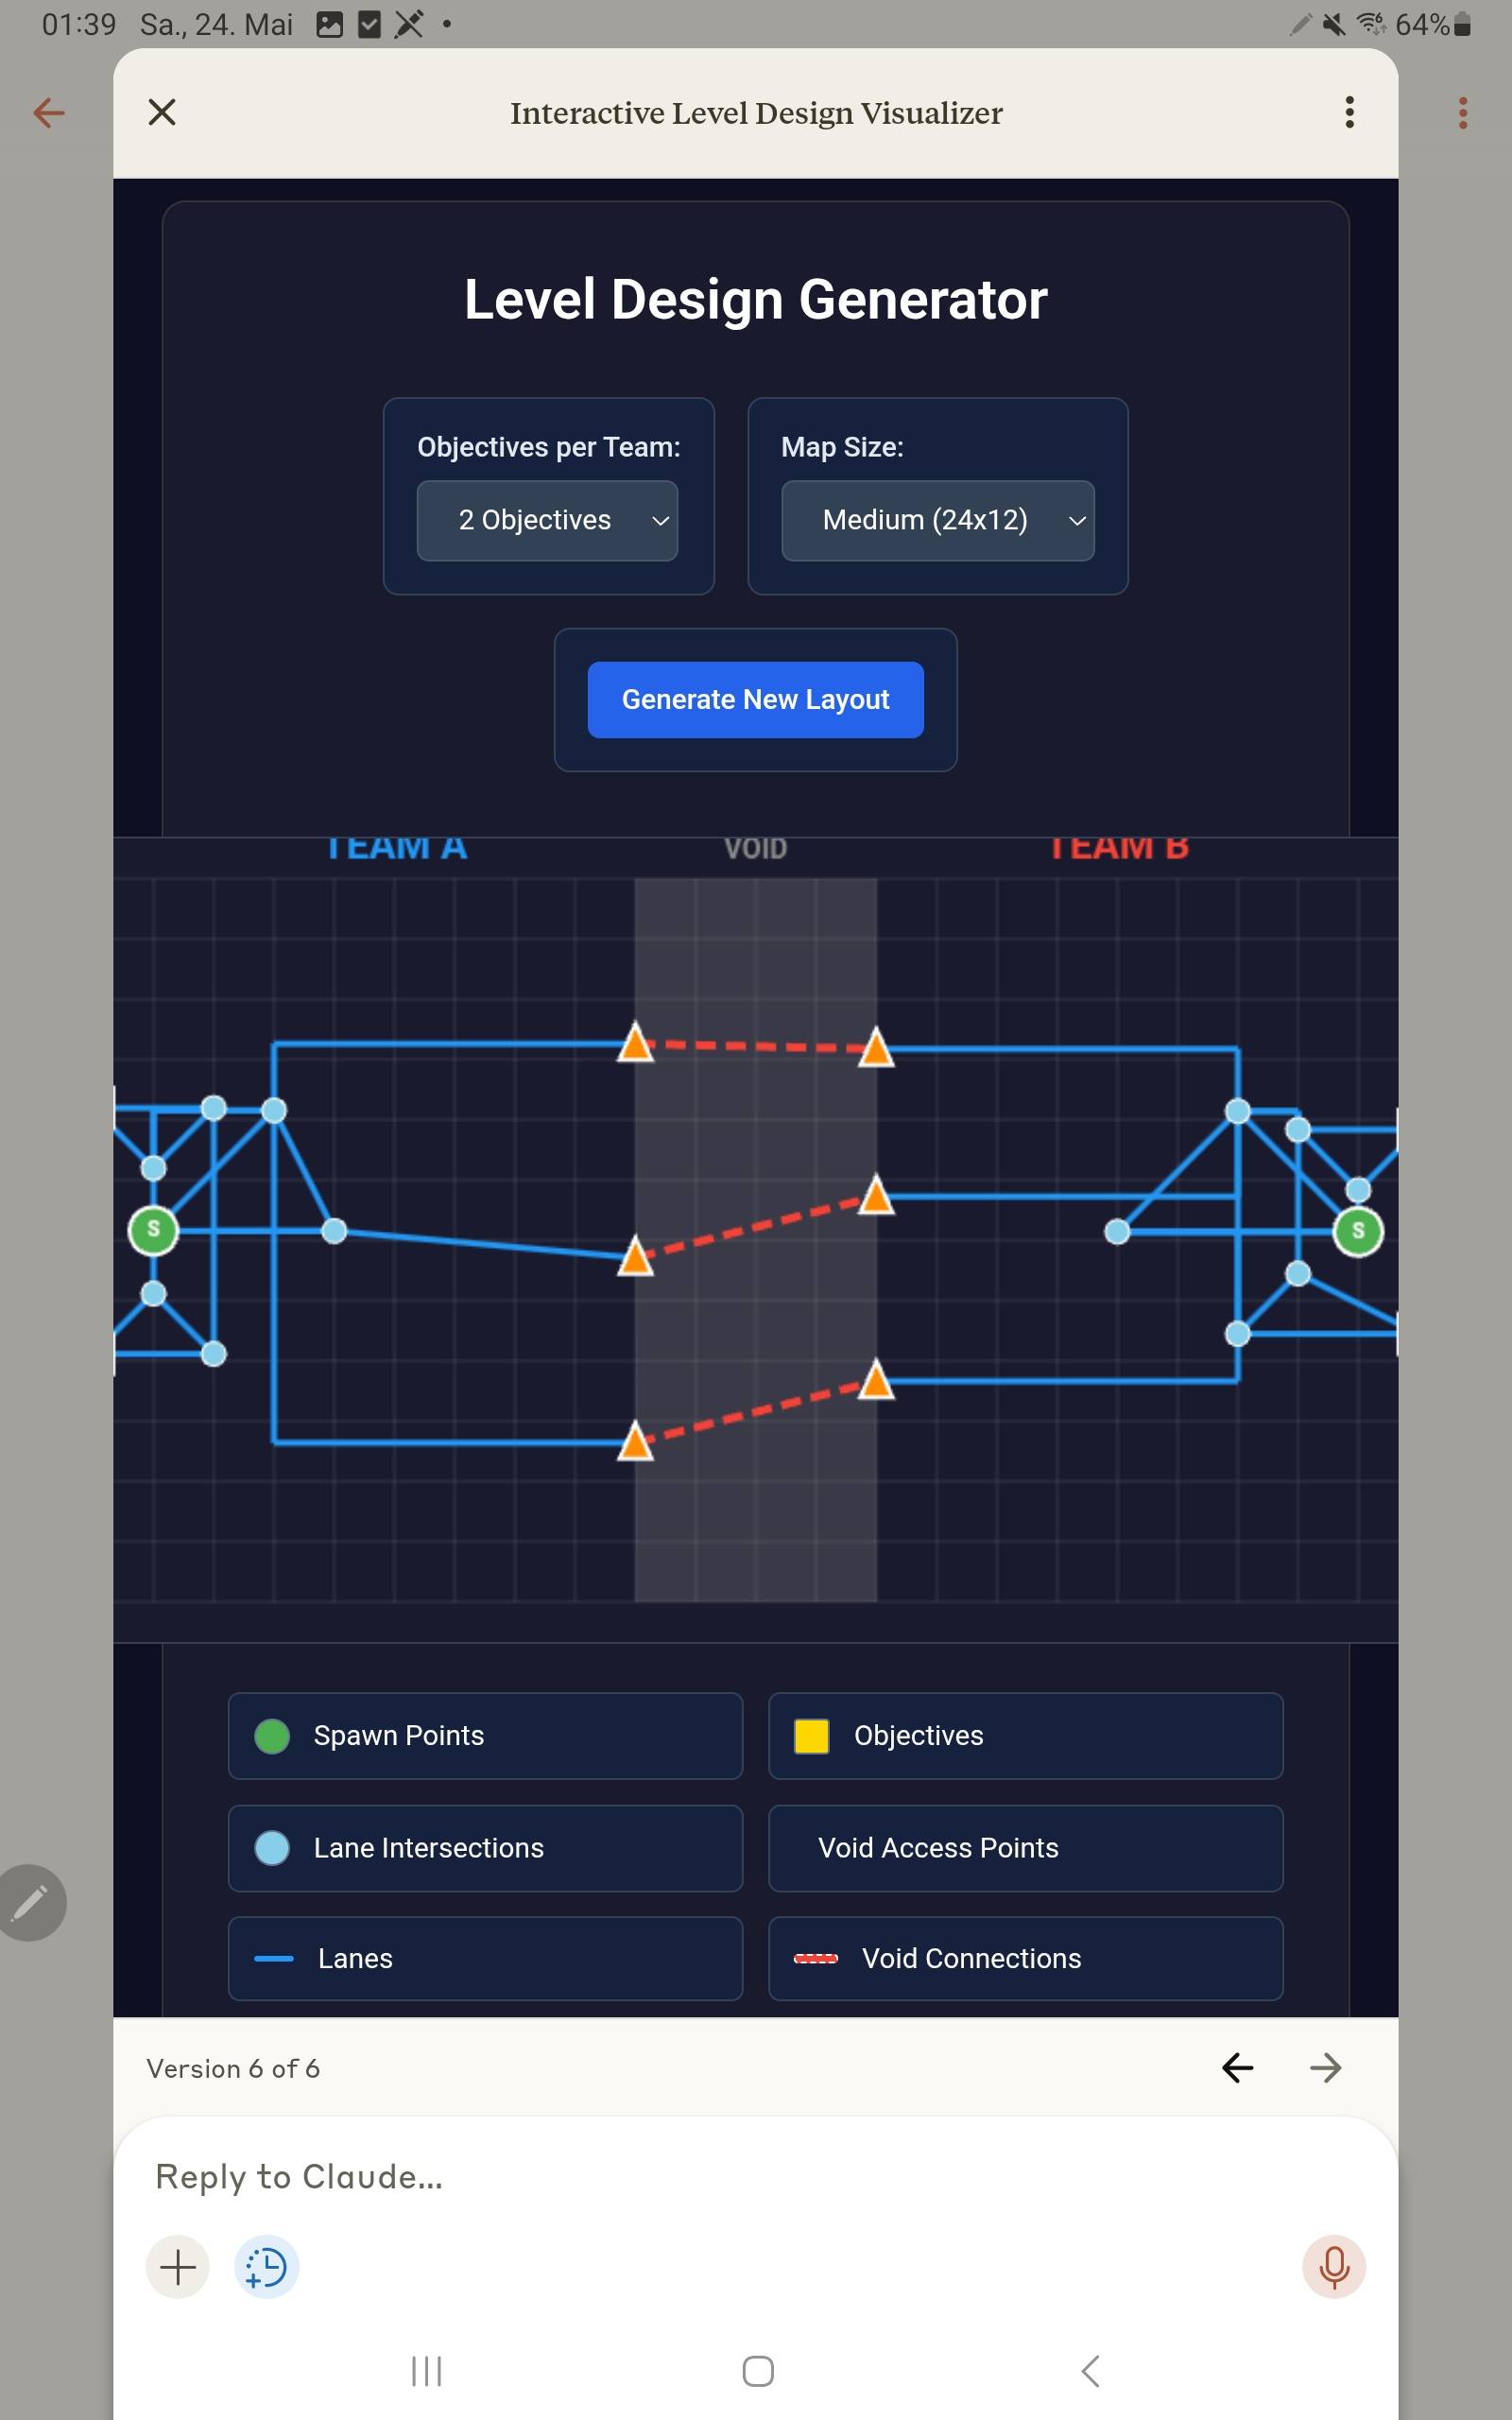 01:39 Sa., 24. Mai 64%
Interactive Level Design Visualizer
Level Design Generator
Objectives per Team: Map Size:
2 Objectives Medium (24x12)
Generate New Layout
TEAM A VOID TEAM B
S S
Spawn Points Objectives
Lane Intersections Void Access Points
Lanes Void Connections
Version 6 of 6
Reply to Claude...